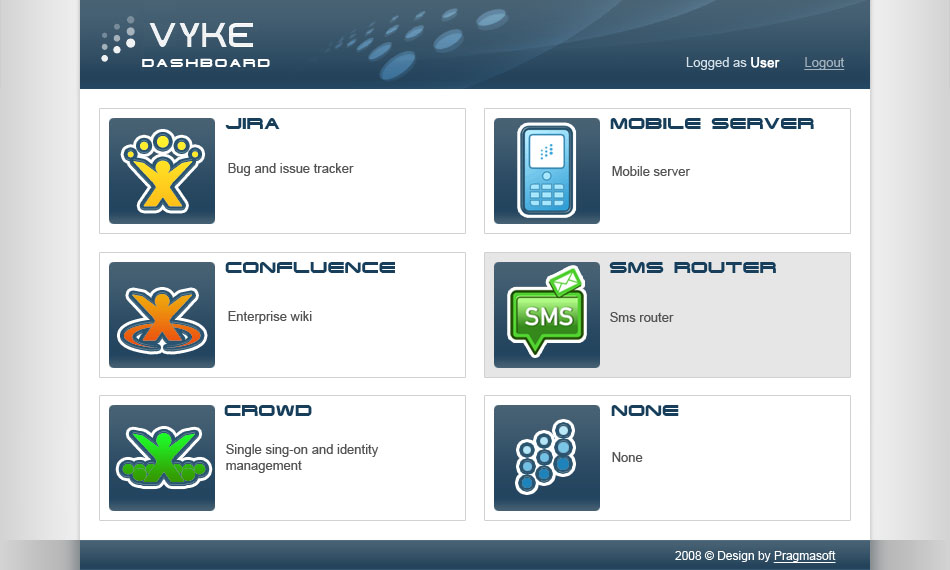 VYKE
DASHBOARD
Logged as User Logout
JIRA
Bug and issue tracker
MOBILE SERVER
Mobile server
CONFLUENCE
Enterprise wiki
SMS ROUTER
SMS
Sms router
CROWD
Single sing-on and identity
management
NONE
None
2008 © Design by Pragmasoft